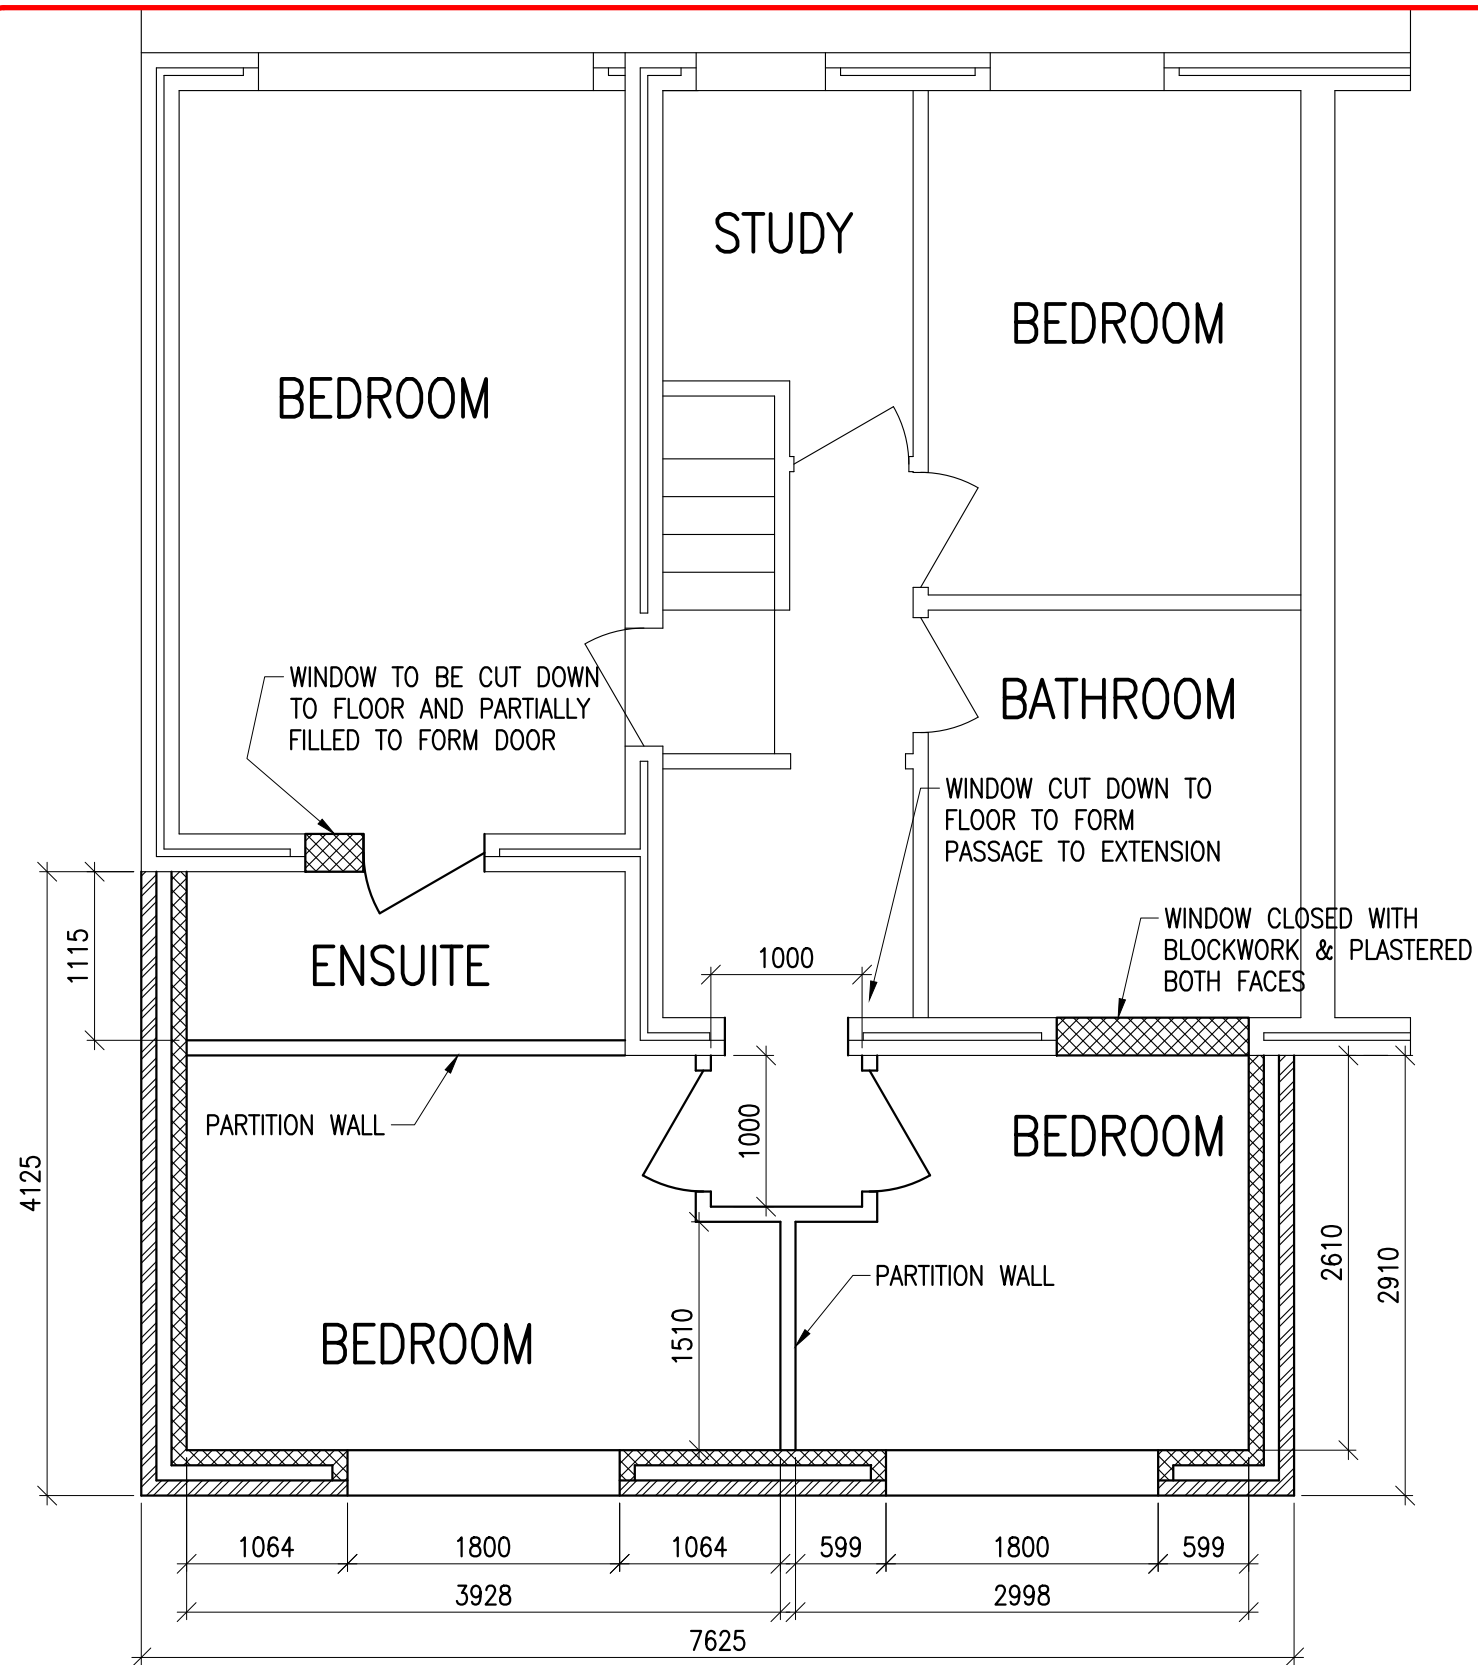 STUDY
BEDROOM
BEDROOM
WINDOW TO BE CUT DOWN
TO FLOOR AND PARTIALLY
FILLED TO FORM DOOR
BATHROOM
WINDOW CUT DOWN TO
FLOOR TO FORM
PASSAGE TO EXTENSION
WINDOW CLOSED WITH
BLOCKWORK & PLASTERED
BOTH FACES
1115
ENSUITE
1000
PARTITION WALL
1000
BEDROOM
4125
2610
2910
PARTITION WALL
1510
BEDROOM
1064
1800
1064
599
1800
599
3928
2998
7625